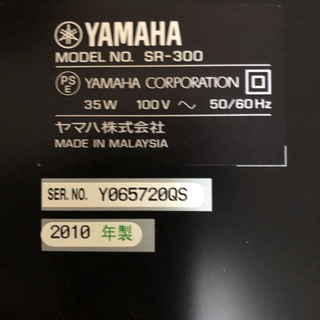 YAMAHA
MODEL NO. SR-300
PS E YAMAHA CORPORATION
35W 100V ～ 50/60Hz
ヤマハ株式会社
MADE IN MALAYSIA
SER.NO. Y065720QS
2010 年製